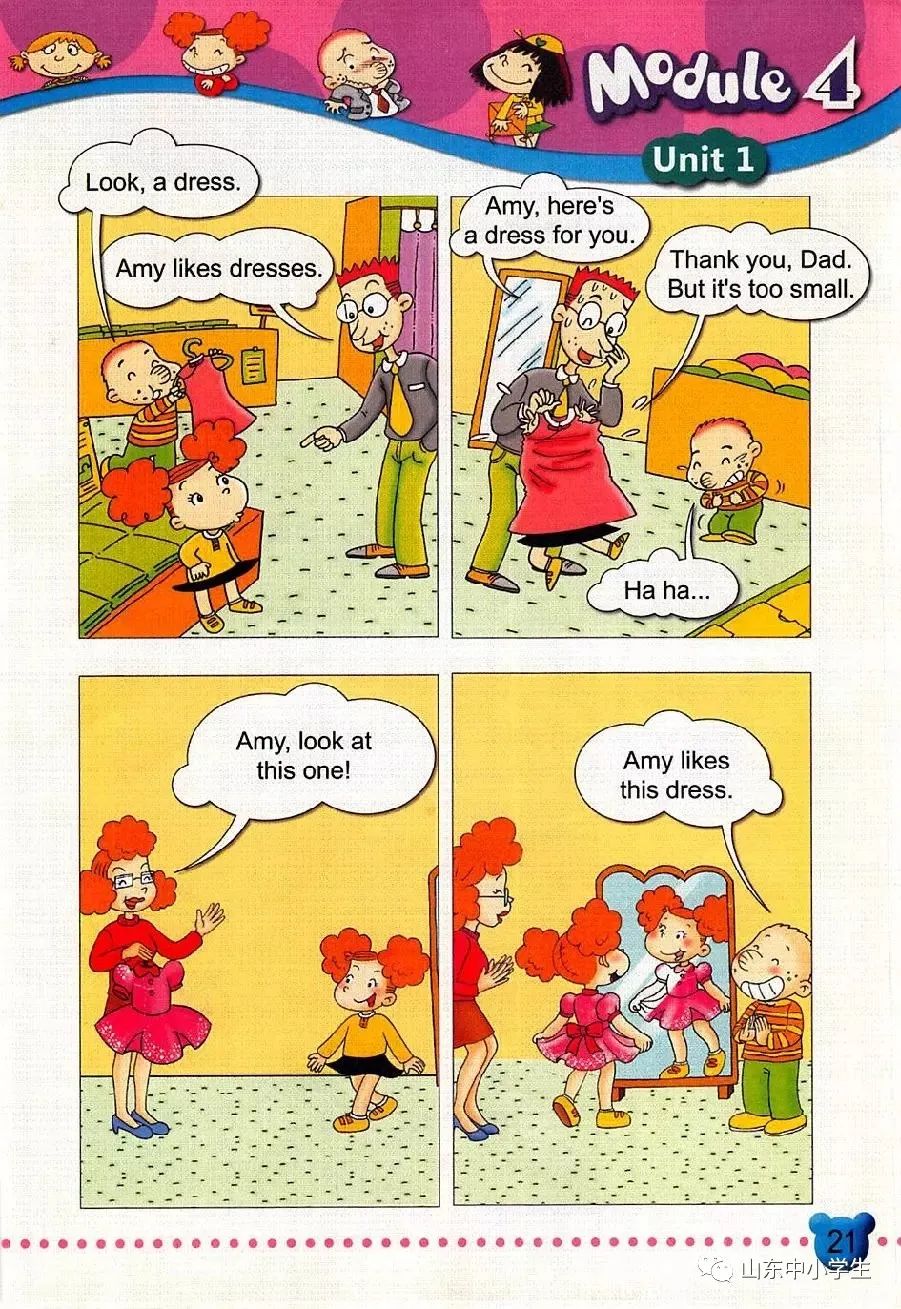 Module 4
Unit 1
Look, a dress.
Amy likes dresses.
Amy, here's
a dress for you.
Thank you, Dad.
But it's too small.
Ha ha...
Amy, look at
this one!
Amy likes
this dress.
21
山东中小学生